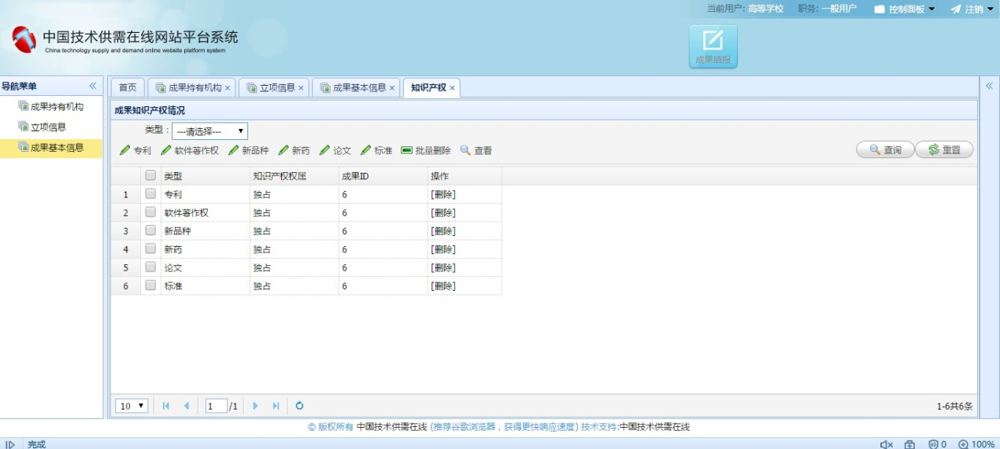 当前用户: 高等学校 职务: 一般用户 控制面板 注销
中国技术供需在线网站平台系统
China technology supply and demand online website platform system
成果填报
导航菜单
成果持有机构
立项信息
成果基本信息
首页 成果持有机构 立项信息 成果基本信息 知识产权
成果知识产权情况
类型: ---请选择---
专利 软件著作权 新品种 新药 论文 标准 批量删除 查看 查询 重置
类型 知识产权权属 成果ID 操作
1 专利 独占 6 [删除]
2 软件著作权 独占 6 [删除]
3 新品种 独占 6 [删除]
4 新药 独占 6 [删除]
5 论文 独占 6 [删除]
6 标准 独占 6 [删除]
10 1 /1 1-6共6条
© 版权所有 中国技术供需在线 (推荐谷歌浏览器，获得更快响应速度) 技术支持:中国技术供需在线
完成 0 100%